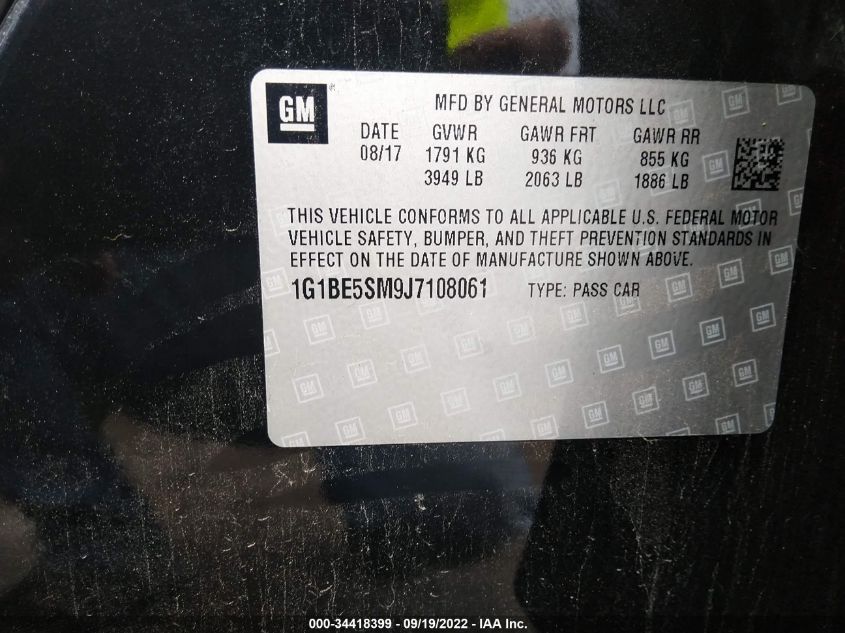 GM
MFD BY GENERAL MOTORS LLC
DATE GVWR GAWR FRT GAWR RR
08/17 1791 KG 936 KG 855 KG
3949 LB 2063 LB 1886 LB
THIS VEHICLE CONFORMS TO ALL APPLICABLE U.S. FEDERAL MOTOR
VEHICLE SAFETY, BUMPER, AND THEFT PREVENTION STANDARDS IN
EFFECT ON THE DATE OF MANUFACTURE SHOWN ABOVE.
1G1BE5SM9J7108061 TYPE: PASS CAR
000-34418399 - 09/19/2022 - IAA Inc.